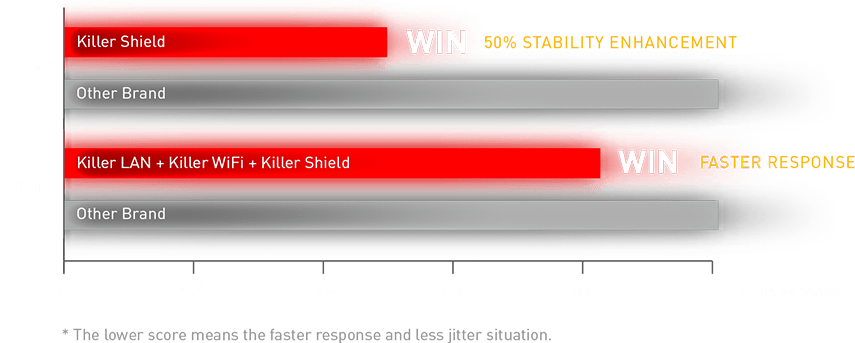 Killer Shield WIN 50% STABILITY ENHANCEMENT
Other Brand
Killer LAN + Killer WiFi + Killer Shield WIN FASTER RESPONSE
Other Brand
* The lower score means the faster response and less jitter situation.